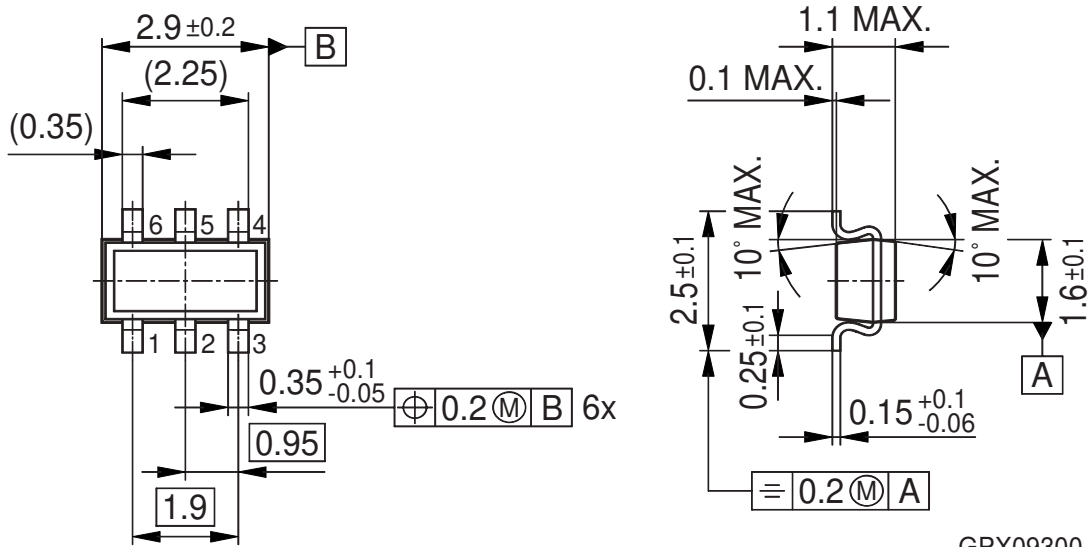 2.9 ±0.2
B
(2.25)
(0.35)
6 5 4
1 2 3
0.35 +0.1 -0.05
⌖ 0.2 Ⓜ B 6x
0.95
1.9
1.1 MAX.
0.1 MAX.
10° MAX.
10° MAX.
2.5±0.1
0.25±0.1
1.6±0.1
A
0.15 +0.1 -0.06
⌯ 0.2 Ⓜ A